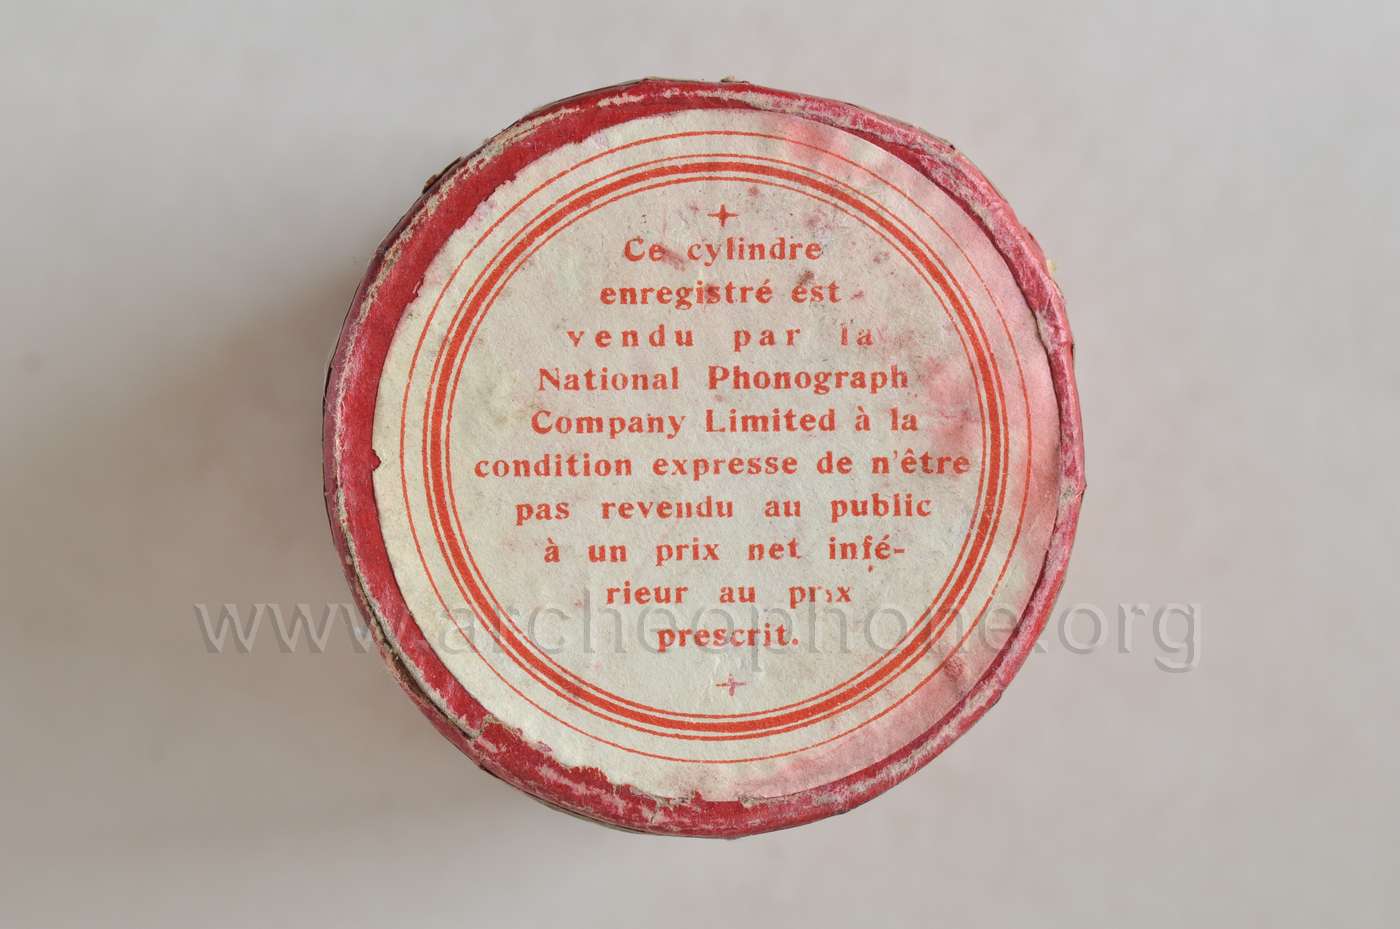 Ce cylindre
enregistré est
vendu par la
National Phonograph
Company Limited à la
condition expresse de n'être
pas revendu au public
à un prix net infé-
rieur au prix
prescrit.
www.archeophone.org